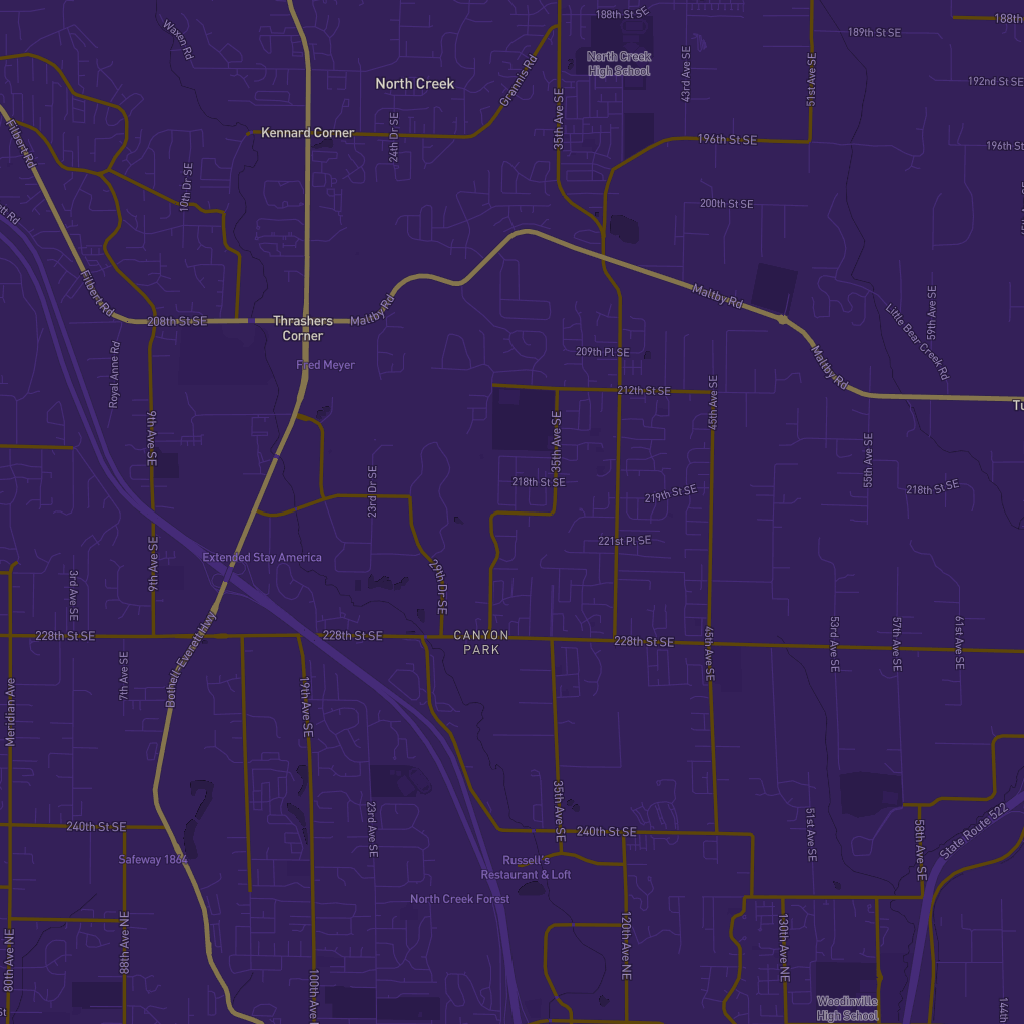 188th St SE
188th
Waxen Rd
189th St SE
North Creek
High School
43rd Ave SE
51st Ave SE
192nd St SE
North Creek
Grannis Rd
35th Ave SE
Filbert Rd
Kennard Corner
24th Dr SE
196th St SE
196th St
10th Dr SE
200th St SE
Filbert Rd
208th St SE
Thrashers
Corner
Maltby Rd
Maltby Rd
59th Ave SE
Little Bear Creek Rd
Royal Anne Rd
Fred Meyer
209th Pl SE
Maltby Rd
212th St SE
45th Ave SE
9th Ave SE
35th Ave SE
55th Ave SE
23rd Dr SE
218th St SE
219th St SE
218th St SE
221st Pl SE
Extended Stay America
9th Ave SE
3rd Ave SE
29th Dr SE
228th St SE
228th St SE
CANYON
PARK
228th St SE
45th Ave SE
53rd Ave SE
57th Ave SE
61st Ave SE
Bothell-Everett Hwy
7th Ave SE
Meridian Ave
19th Ave SE
35th Ave SE
23rd Ave SE
51st Ave SE
58th Ave SE
State Route 522
240th St SE
240th St SE
Safeway 1864
Russell's
Restaurant & Loft
North Creek Forest
80th Ave NE
88th Ave NE
100th Ave N
120th Ave NE
130th Ave NE
Woodinville
High School
144th